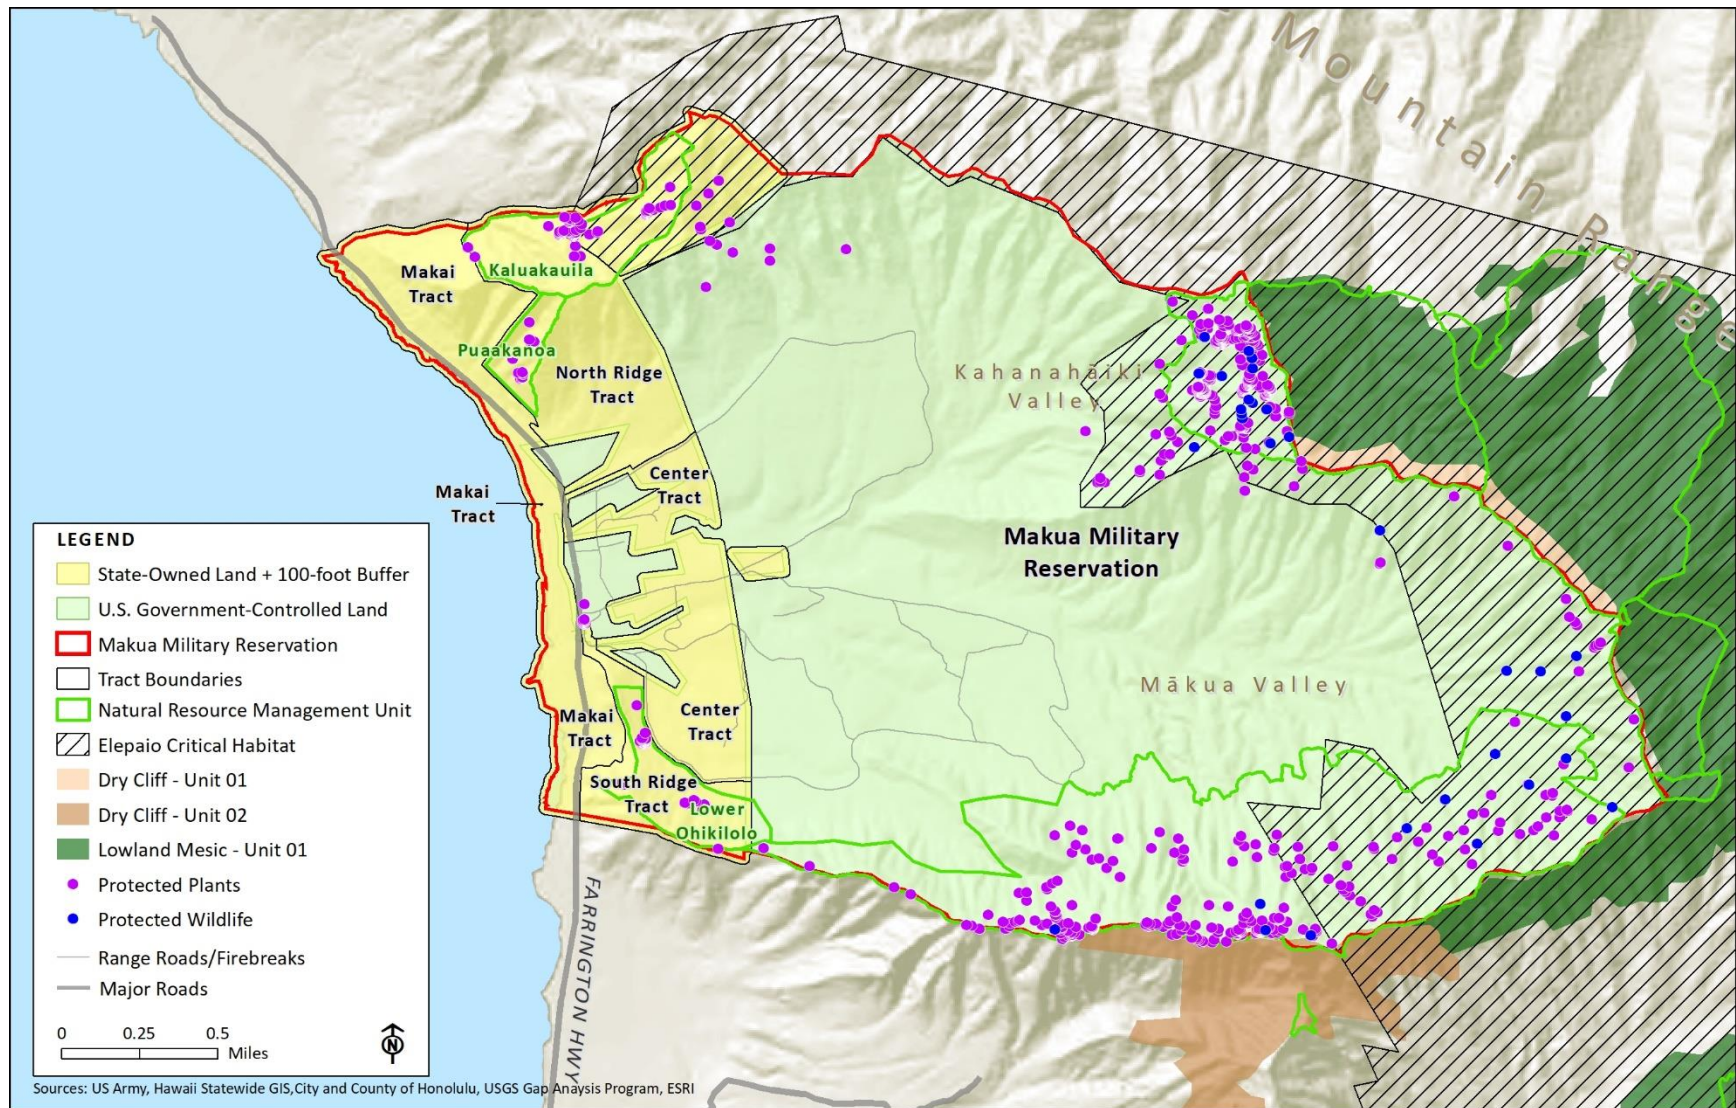 Mountain Range
Makai
Tract
Kaluakauila
Puaakanoa
North Ridge
Tract
Kahanahāiki
Valley
Center
Tract
Makai
Tract
Makua Military
Reservation
Mākua Valley
Makai
Tract
Center
Tract
South Ridge
Tract
Lower
Ohikilolo
FARRINGTON HWY
LEGEND
State-Owned Land + 100-foot Buffer
U.S. Government-Controlled Land
Makua Military Reservation
Tract Boundaries
Natural Resource Management Unit
Elepaio Critical Habitat
Dry Cliff - Unit 01
Dry Cliff - Unit 02
Lowland Mesic - Unit 01
Protected Plants
Protected Wildlife
Range Roads/Firebreaks
Major Roads
0 0.25 0.5
Miles
N
Sources: US Army, Hawaii Statewide GIS,City and County of Honolulu, USGS Gap Anaysis Program, ESRI